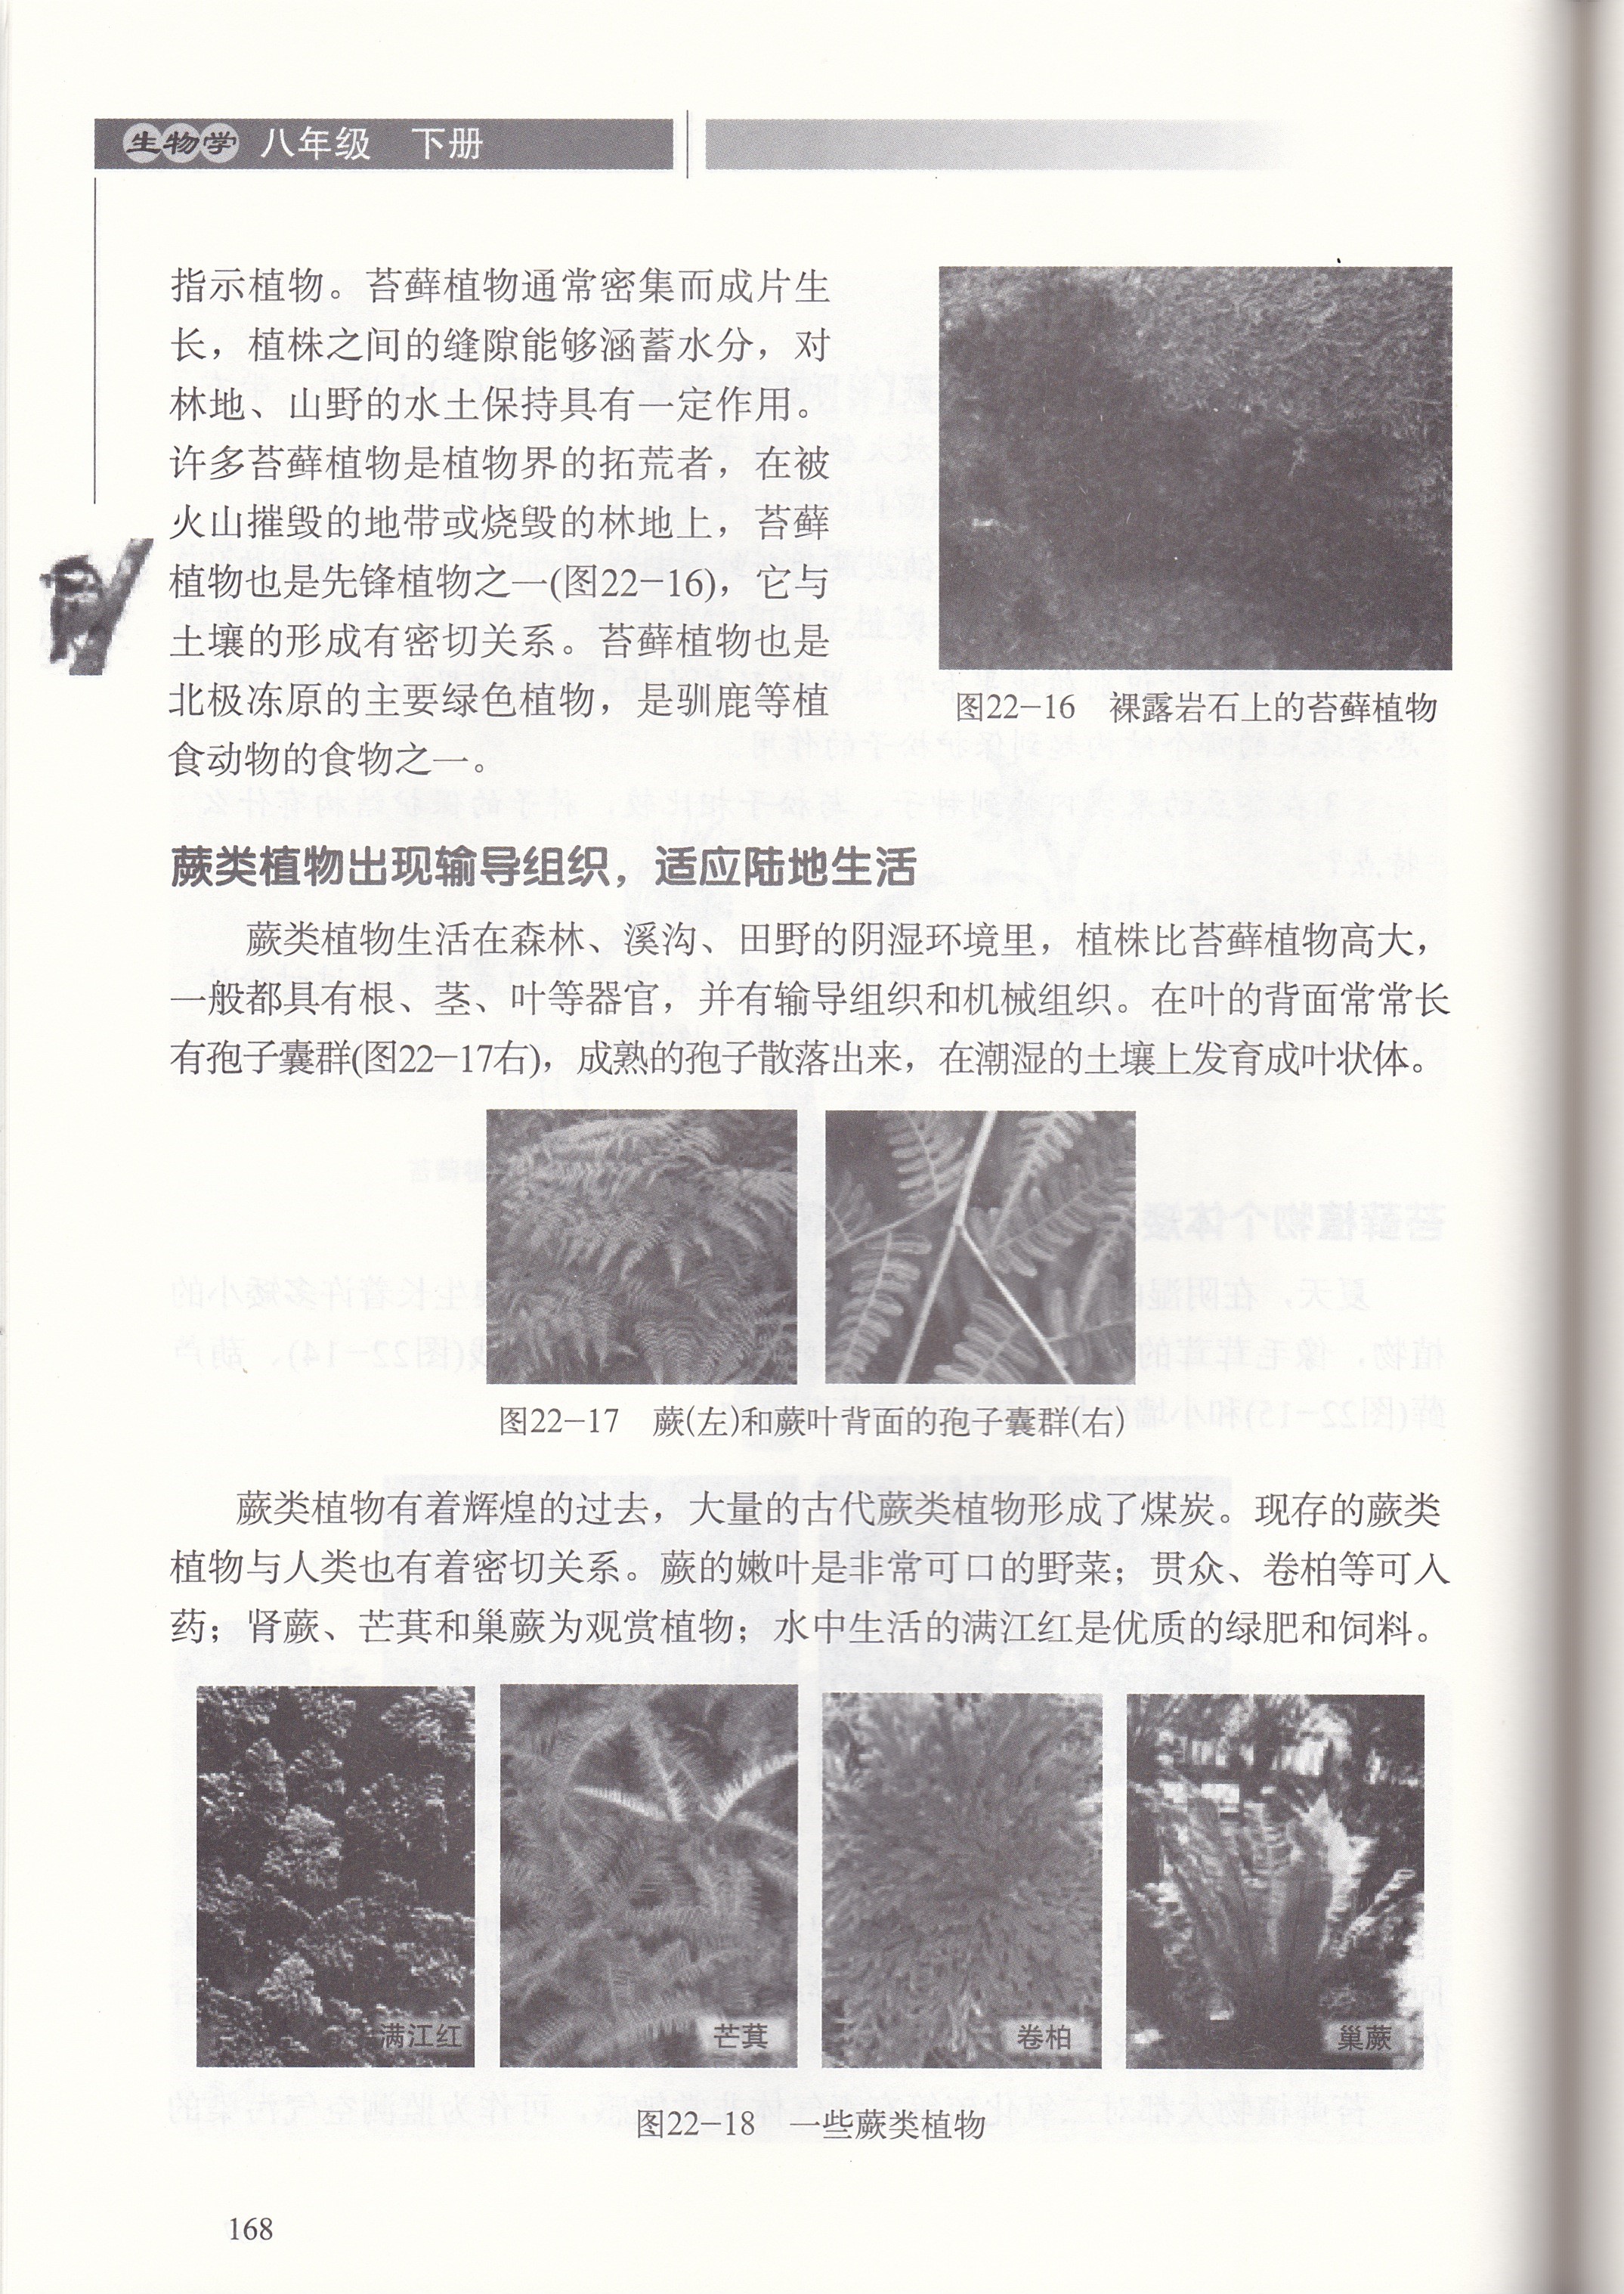 生物学 八年级 下册
指示植物。苔藓植物通常密集而成片生
长，植株之间的缝隙能够涵蓄水分，对
林地、山野的水土保持具有一定作用。
许多苔藓植物是植物界的拓荒者，在被
火山摧毁的地带或烧毁的林地上，苔藓
植物也是先锋植物之一(图22-16)，它与
土壤的形成有密切关系。苔藓植物也是
北极冻原的主要绿色植物，是驯鹿等植
食动物的食物之一。
图22-16 裸露岩石上的苔藓植物
蕨类植物出现输导组织，适应陆地生活
蕨类植物生活在森林、溪沟、田野的阴湿环境里，植株比苔藓植物高大，
一般都具有根、茎、叶等器官，并有输导组织和机械组织。在叶的背面常常长
有孢子囊群(图22-17右)，成熟的孢子散落出来，在潮湿的土壤上发育成叶状体。
图22-17 蕨(左)和蕨叶背面的孢子囊群(右)
蕨类植物有着辉煌的过去，大量的古代蕨类植物形成了煤炭。现存的蕨类
植物与人类也有着密切关系。蕨的嫩叶是非常可口的野菜；贯众、卷柏等可入
药；肾蕨、芒萁和巢蕨为观赏植物；水中生活的满江红是优质的绿肥和饲料。
满江红 芒萁 卷柏 巢蕨
图22-18 一些蕨类植物
168